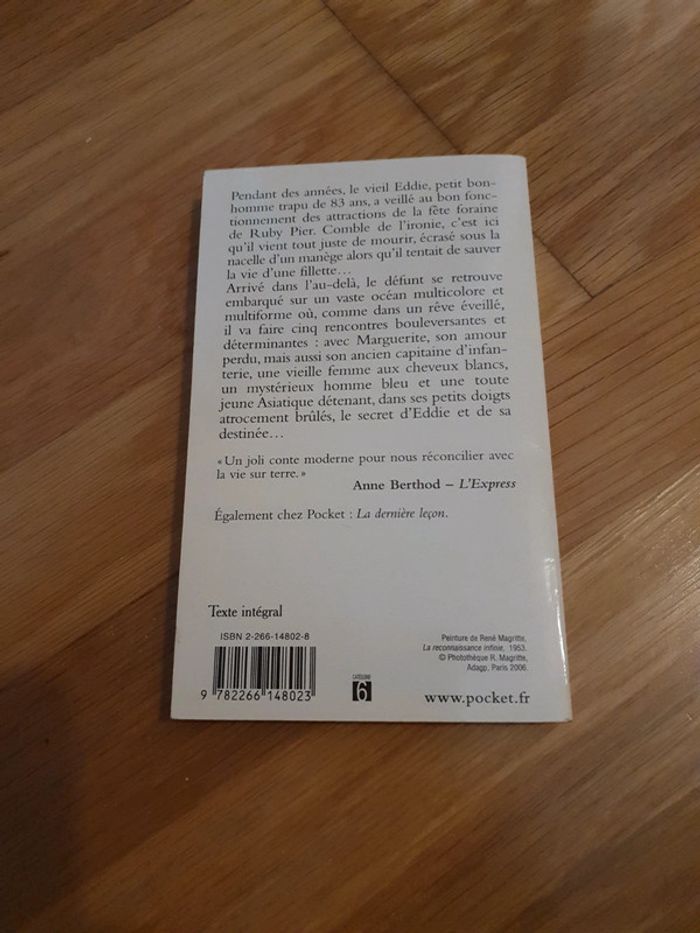 Pendant des années, le vieil Eddie, petit bon-
homme trapu de 83 ans, a veillé au bon fonc-
tionnement des attractions de la fête foraine
de Ruby Pier. Comble de l'ironie, c'est ici
qu'il vient tout juste de mourir, écrasé sous la
nacelle d'un manège alors qu'il tentait de sauver
la vie d'une fillette…
Arrivé dans l'au-delà, le défunt se retrouve
embarqué sur un vaste océan multicolore et
multiforme où, comme dans un rêve éveillé,
il va faire cinq rencontres bouleversantes et
déterminantes : avec Marguerite, son amour
perdu, mais aussi son ancien capitaine d'infan-
terie, une vieille femme aux cheveux blancs,
un mystérieux homme bleu et une toute
jeune Asiatique détenant, dans ses petits doigts
atrocement brûlés, le secret d'Eddie et de sa
destinée…
« Un joli conte moderne pour nous réconcilier avec
la vie sur terre. »
Anne Berthod – L'Express
Également chez Pocket : La dernière leçon.
Texte intégral
ISBN 2-266-14802-8
9 782266 148023
CATÉGORIE
6
Peinture de René Magritte,
La reconnaissance infinie, 1953.
© Photothèque R. Magritte,
Adagp, Paris 2006.
www.pocket.fr